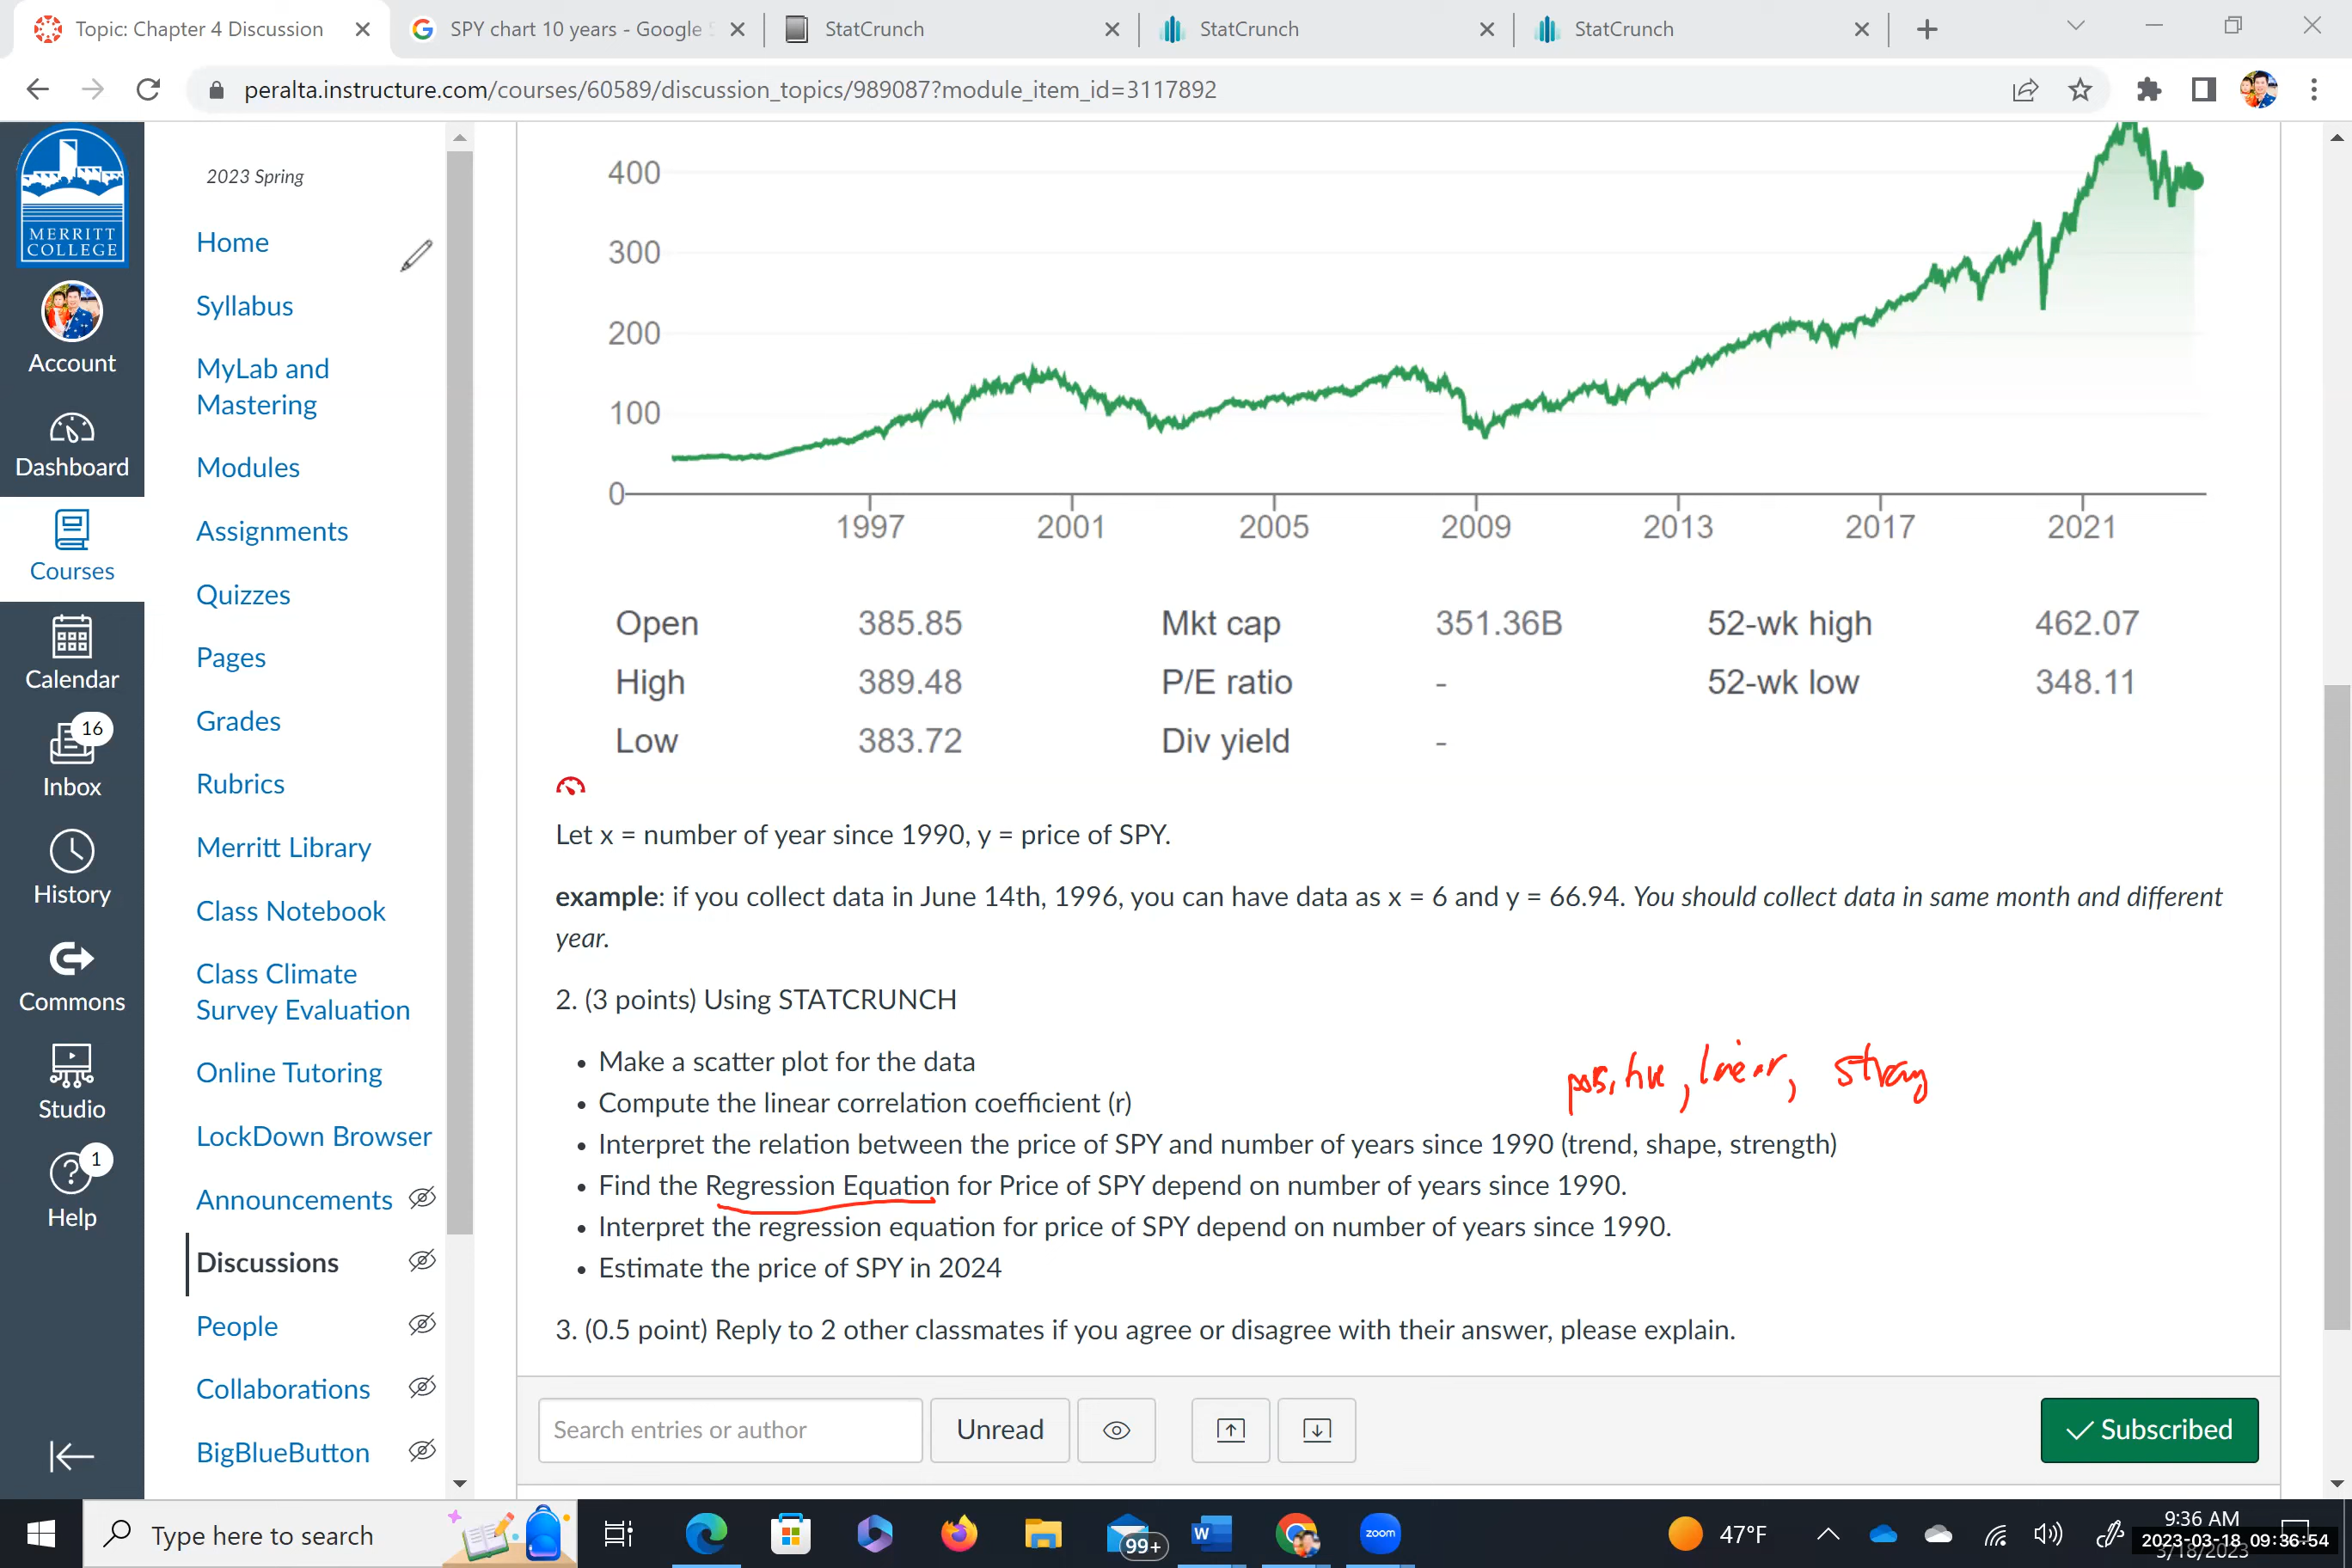 Topic: Chapter 4 Discussion
SPY chart 10 years - Google S
StatCrunch
StatCrunch
StatCrunch
peralta.instructure.com/courses/60589/discussion_topics/989087?module_item_id=3117892
MERRITT
COLLEGE
Account
Dashboard
Courses
Calendar
16
Inbox
History
Commons
Studio
1
Help
2023 Spring
Home
Syllabus
MyLab and
Mastering
Modules
Assignments
Quizzes
Pages
Grades
Rubrics
Merritt Library
Class Notebook
Class Climate
Survey Evaluation
Online Tutoring
LockDown Browser
Announcements
Discussions
People
Collaborations
BigBlueButton
400
300
200
100
0
1997 2001 2005 2009 2013 2017 2021
Open 385.85 Mkt cap 351.36B 52-wk high 462.07
High 389.48 P/E ratio - 52-wk low 348.11
Low 383.72 Div yield -
Let x = number of year since 1990, y = price of SPY.
example: if you collect data in June 14th, 1996, you can have data as x = 6 and y = 66.94. You should collect data in same month and different
year.
2. (3 points) Using STATCRUNCH
• Make a scatter plot for the data
positive, linear, strong
• Compute the linear correlation coefficient (r)
• Interpret the relation between the price of SPY and number of years since 1990 (trend, shape, strength)
• Find the Regression Equation for Price of SPY depend on number of years since 1990.
• Interpret the regression equation for price of SPY depend on number of years since 1990.
• Estimate the price of SPY in 2024
3. (0.5 point) Reply to 2 other classmates if you agree or disagree with their answer, please explain.
Search entries or author
Unread
Subscribed
Type here to search
99+
W
zoom
47°F
9:36 AM
2023-03-18 09:36:54
3/18/2023